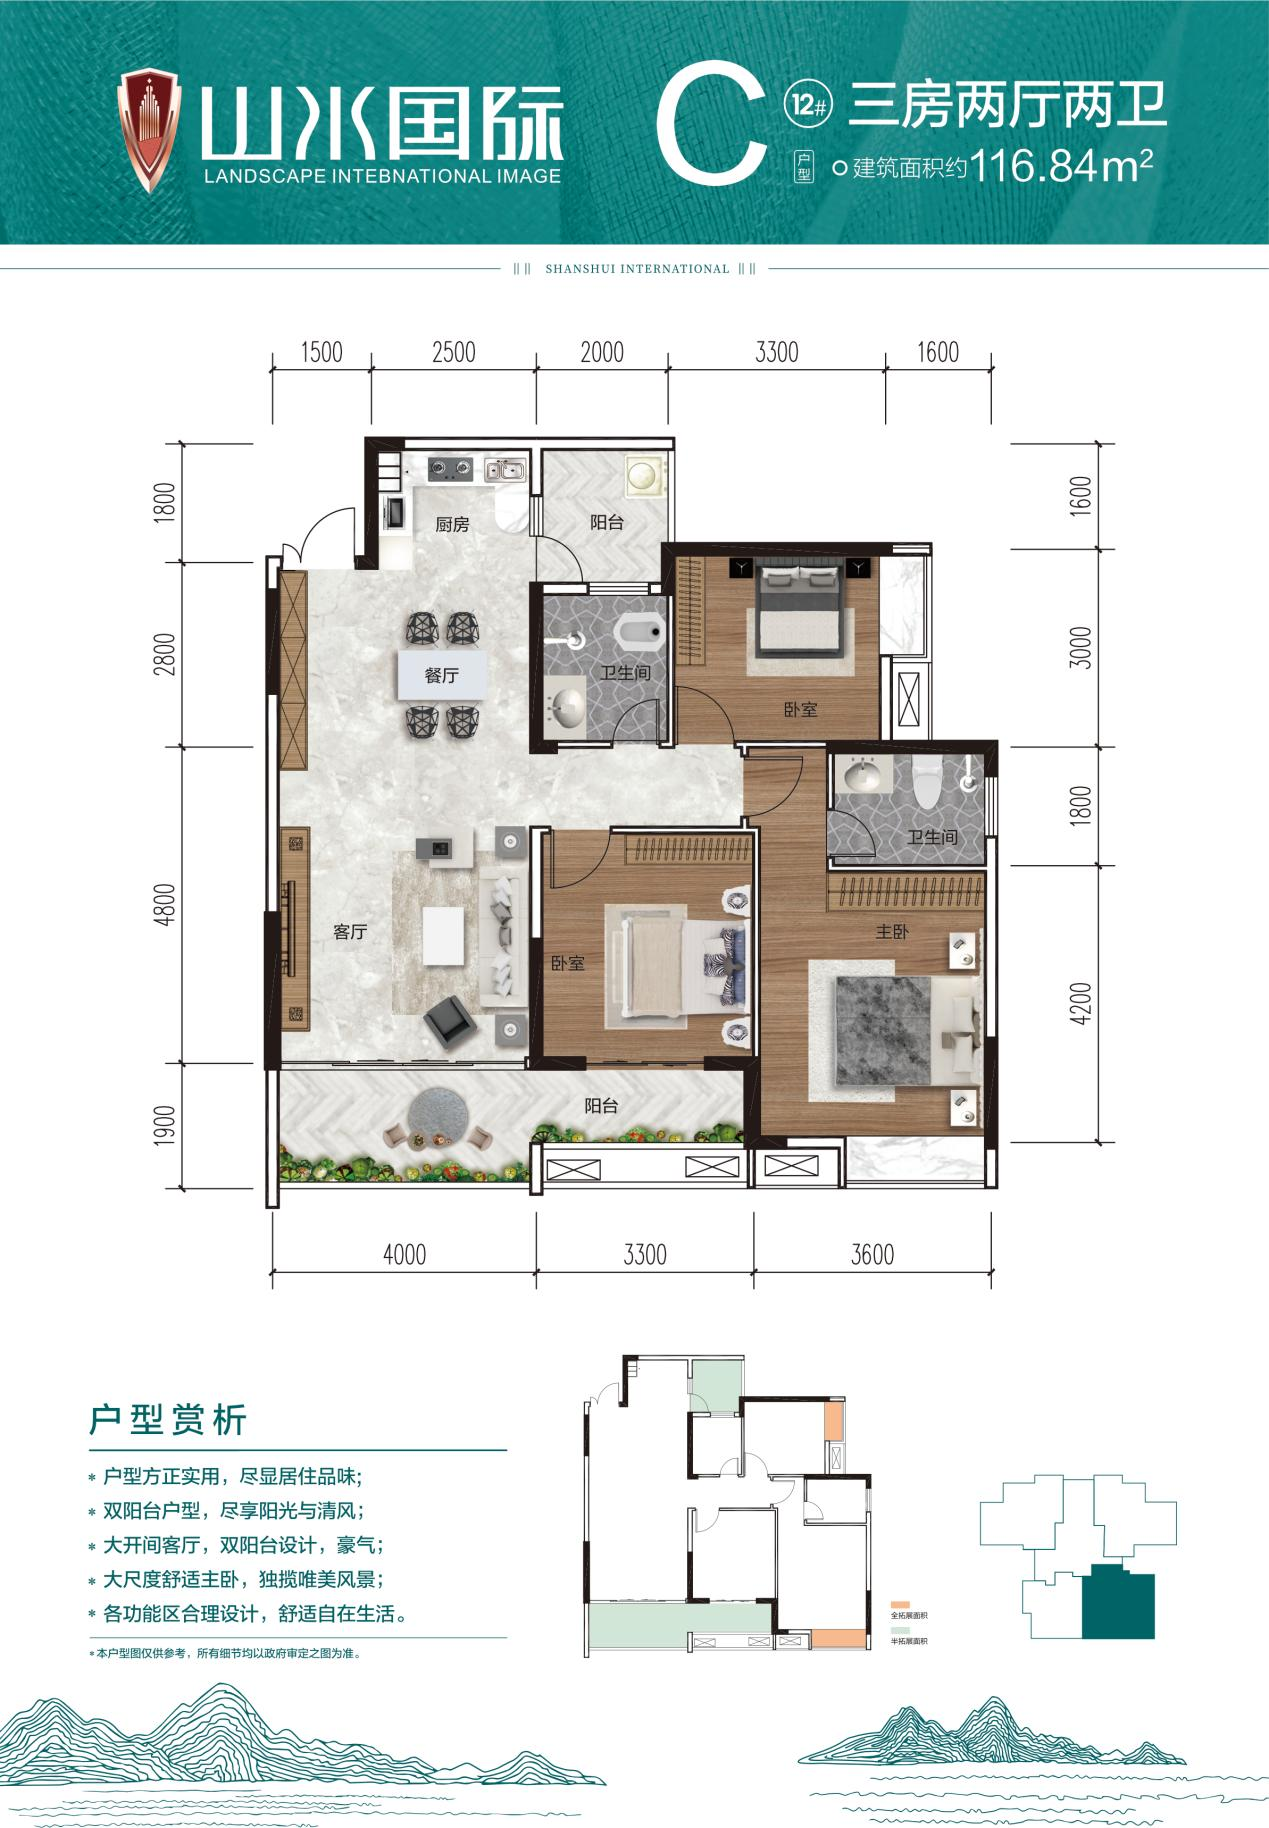 山水国际
LANDSCAPE INTEBNATIONAL IMAGE
C
户型
12# 三房两厅两卫
建筑面积约116.84m²
SHANSHUI INTERNATIONAL
1500 2500 2000 3300 1600
1800
2800
4800
1900
1600
3000
1800
4200
厨房
阳台
餐厅
卫生间
卧室
卫生间
客厅
卧室
主卧
阳台
4000 3300 3600
户型赏析
* 户型方正实用，尽显居住品味;
* 双阳台户型，尽享阳光与清风;
* 大开间客厅，双阳台设计，豪气;
* 大尺度舒适主卧，独揽唯美风景;
* 各功能区合理设计，舒适自在生活。
*本户型图仅供参考，所有细节均以政府审定之图为准。
全拓展面积
半拓展面积